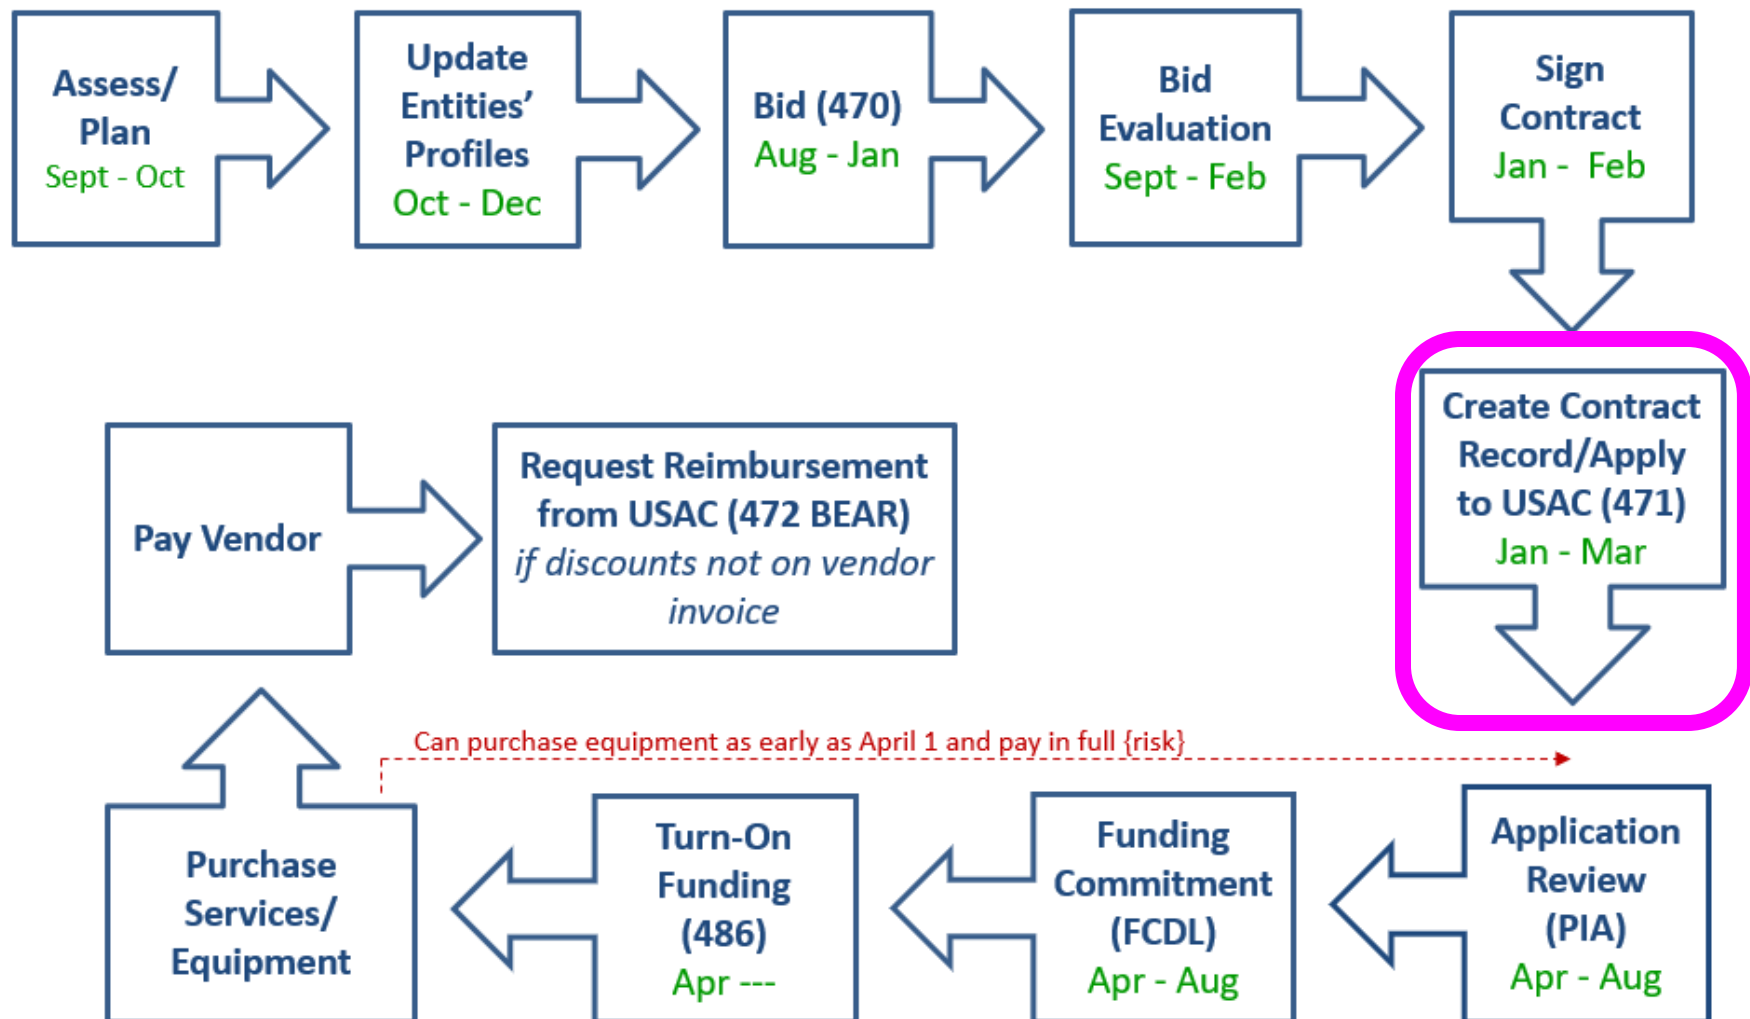 Assess/
Plan
Sept - Oct
Update
Entities’
Profiles
Oct - Dec
Bid (470)
Aug - Jan
Bid
Evaluation
Sept - Feb
Sign
Contract
Jan -  Feb
Create Contract
Record/Apply
to USAC (471)
Jan - Mar
Application
Review
(PIA)
Apr - Aug
Funding
Commitment
(FCDL)
Apr - Aug
Turn-On
Funding
(486)
Apr ---
Purchase
Services/
Equipment
Can purchase equipment as early as April 1 and pay in full {risk}
Pay Vendor
Request Reimbursement
from USAC (472 BEAR)
if discounts not on vendor
invoice